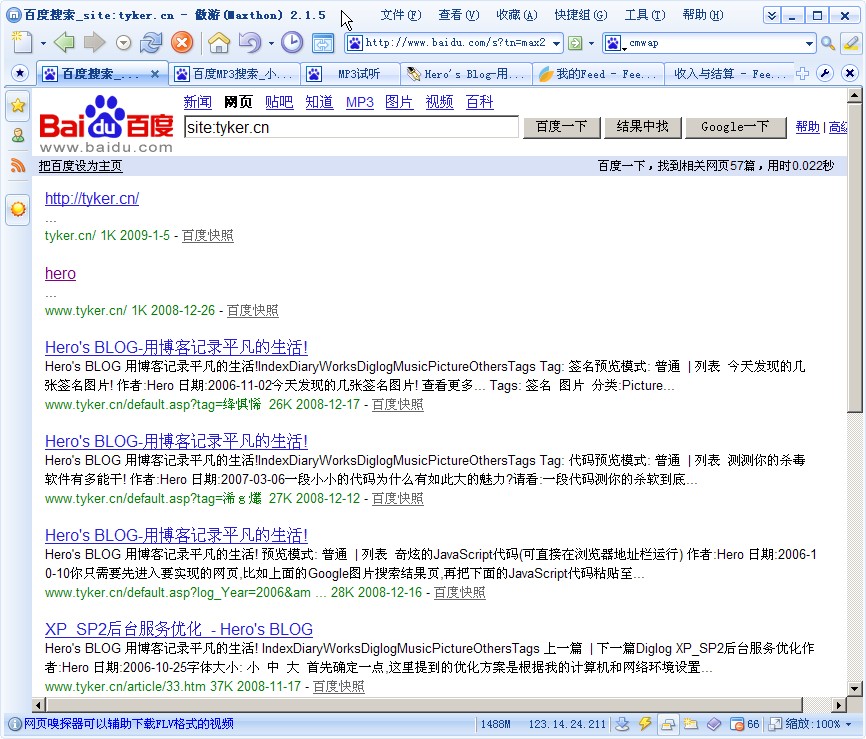 百度搜索_site:tyker.cn - 傲游(Maxthon) 2.1.5 文件(F) 查看(V) 收藏(A) 快捷组(G) 工具(T) 帮助(H)
http://www.baidu.com/s?tn=max2 cmwap
百度搜索_... 百度MP3搜索_小... MP3试听 Hero's Blog-用... 我的Feed - Fee... 收入与结算 - Fee...
新闻 网页 贴吧 知道 MP3 图片 视频 百科
Bai du 百度 site:tyker.cn 百度一下 结果中找 Google一下 帮助 | 高级
www.baidu.com
把百度设为主页 百度一下，找到相关网页57篇，用时0.022秒
http://tyker.cn/
...
tyker.cn/ 1K 2009-1-5 - 百度快照
hero
...
www.tyker.cn/ 1K 2008-12-26 - 百度快照
Hero's BLOG-用博客记录平凡的生活!
Hero's BLOG 用博客记录平凡的生活!IndexDiaryWorksDiglogMusicPictureOthersTags Tag: 签名预览模式: 普通 | 列表 今天发现的几
张签名图片! 作者:Hero 日期:2006-11-02今天发现的几张签名图片! 查看更多... Tags: 签名 图片 分类:Picture...
www.tyker.cn/default.asp?tag=绛惧悕 26K 2008-12-17 - 百度快照
Hero's BLOG-用博客记录平凡的生活!
Hero's BLOG 用博客记录平凡的生活!IndexDiaryWorksDiglogMusicPictureOthersTags Tag: 代码预览模式: 普通 | 列表 测测你的杀毒
软件有多能干! 作者:Hero 日期:2007-03-06一段小小的代码为什么有如此大的魅力?请看:一段代码测你的杀软到底...
www.tyker.cn/default.asp?tag=浠ｇ爜 27K 2008-12-12 - 百度快照
Hero's BLOG-用博客记录平凡的生活!
Hero's BLOG 用博客记录平凡的生活! 预览模式: 普通 | 列表 奇炫的JavaScript代码(可直接在浏览器地址栏运行) 作者:Hero 日期:2006-1
0-10你只需要先进入要实现的网页,比如上面的Google图片搜索结果页,再把下面的JavaScript代码粘贴至...
www.tyker.cn/default.asp?log_Year=2006&am ... 28K 2008-12-16 - 百度快照
XP_SP2后台服务优化 - Hero's BLOG
Hero's BLOG 用博客记录平凡的生活! IndexDiaryWorksDiglogMusicPictureOthersTags 上一篇 | 下一篇Diglog XP_SP2后台服务优化作
者:Hero 日期:2006-10-25字体大小: 小 中 大 首先确定一点,这里提到的优化方案是根据我的计算机和网络环境设置...
www.tyker.cn/article/33.htm 37K 2008-11-17 - 百度快照
网页嗅探器可以辅助下载FLV格式的视频 1488M 123.14.24.211 66 缩放:100%